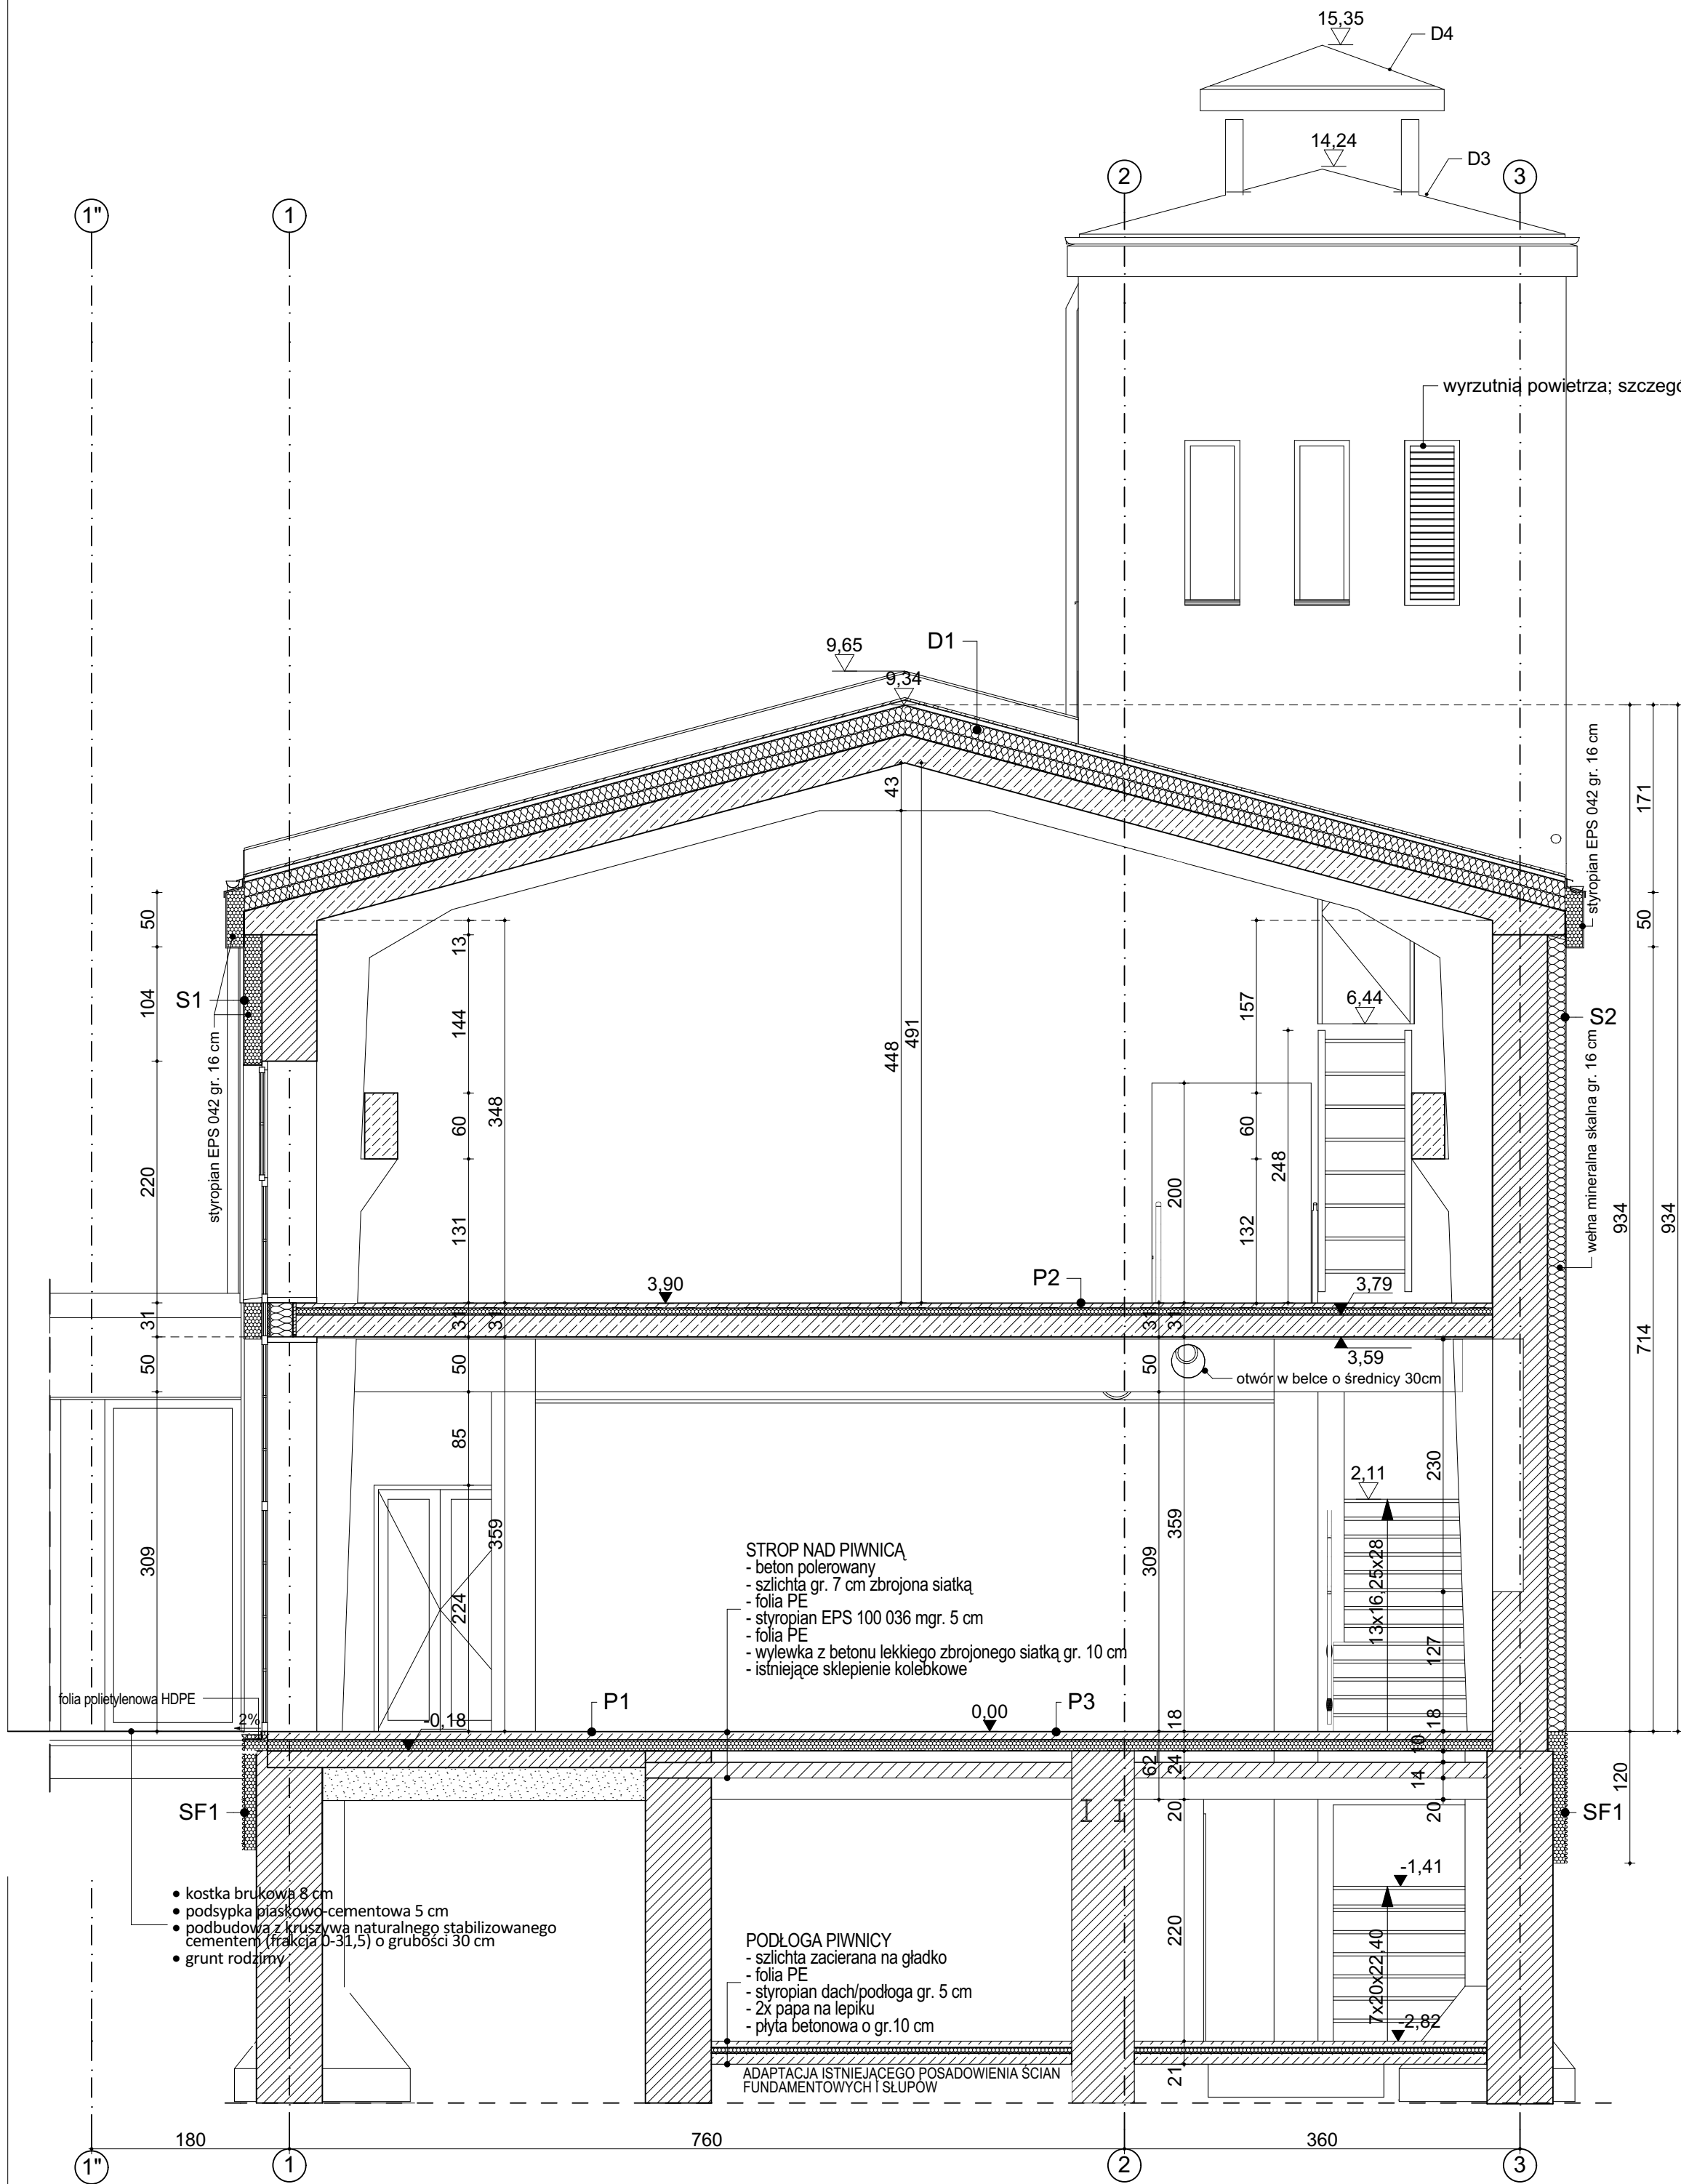 15,35
D4
14,24
D3
2
3
1"
1
wyrzutnia powietrza; szczegó
9,65
D1
9,34
styropian EPS 042 gr. 16 cm
171
43
50
50
13
104
S1
144
157
6,44
S2
491
448
styropian EPS 042 gr. 16 cm
wełna mineralna skalna gr. 16 cm
60
348
60
248
220
200
934
934
131
132
3,90
P2
3,79
31
31
31
31
31
714
50
50
50
3,59
otwór w belce o średnicy 30cm
85
230
2,11
359
359
309
309
13x16,25x28
STROP NAD PIWNICĄ
- beton polerowany
- szlichta gr. 7 cm zbrojona siatką
- folia PE
- styropian EPS 100 036 mgr. 5 cm
- folia PE
- wylewka z betonu lekkiego zbrojonego siatką gr. 10 cm
- istniejące sklepienie kolebkowe
224
127
folia polietylenowa HDPE
P1
P3
2%
-0,18
0,00
18
18
10
62
24
14
120
SF1
20
20
SF1
-1,41
• kostka brukowa 8 cm
• podsypka piaskowo-cementowa 5 cm
• podbudowa z kruszywa naturalnego stabilizowanego
cementem (frakcja 0-31,5) o grubości 30 cm
• grunt rodzimy
220
7x20x22,40
PODŁOGA PIWNICY
- szlichta zacierana na gładko
- folia PE
- styropian dach/podłoga gr. 5 cm
- 2x papa na lepiku
- płyta betonowa o gr.10 cm
-2,82
21
ADAPTACJA ISTNIEJACEGO POSADOWIENIA ŚCIAN
FUNDAMENTOWYCH I SŁUPÓW
180
760
360
1"
1
2
3